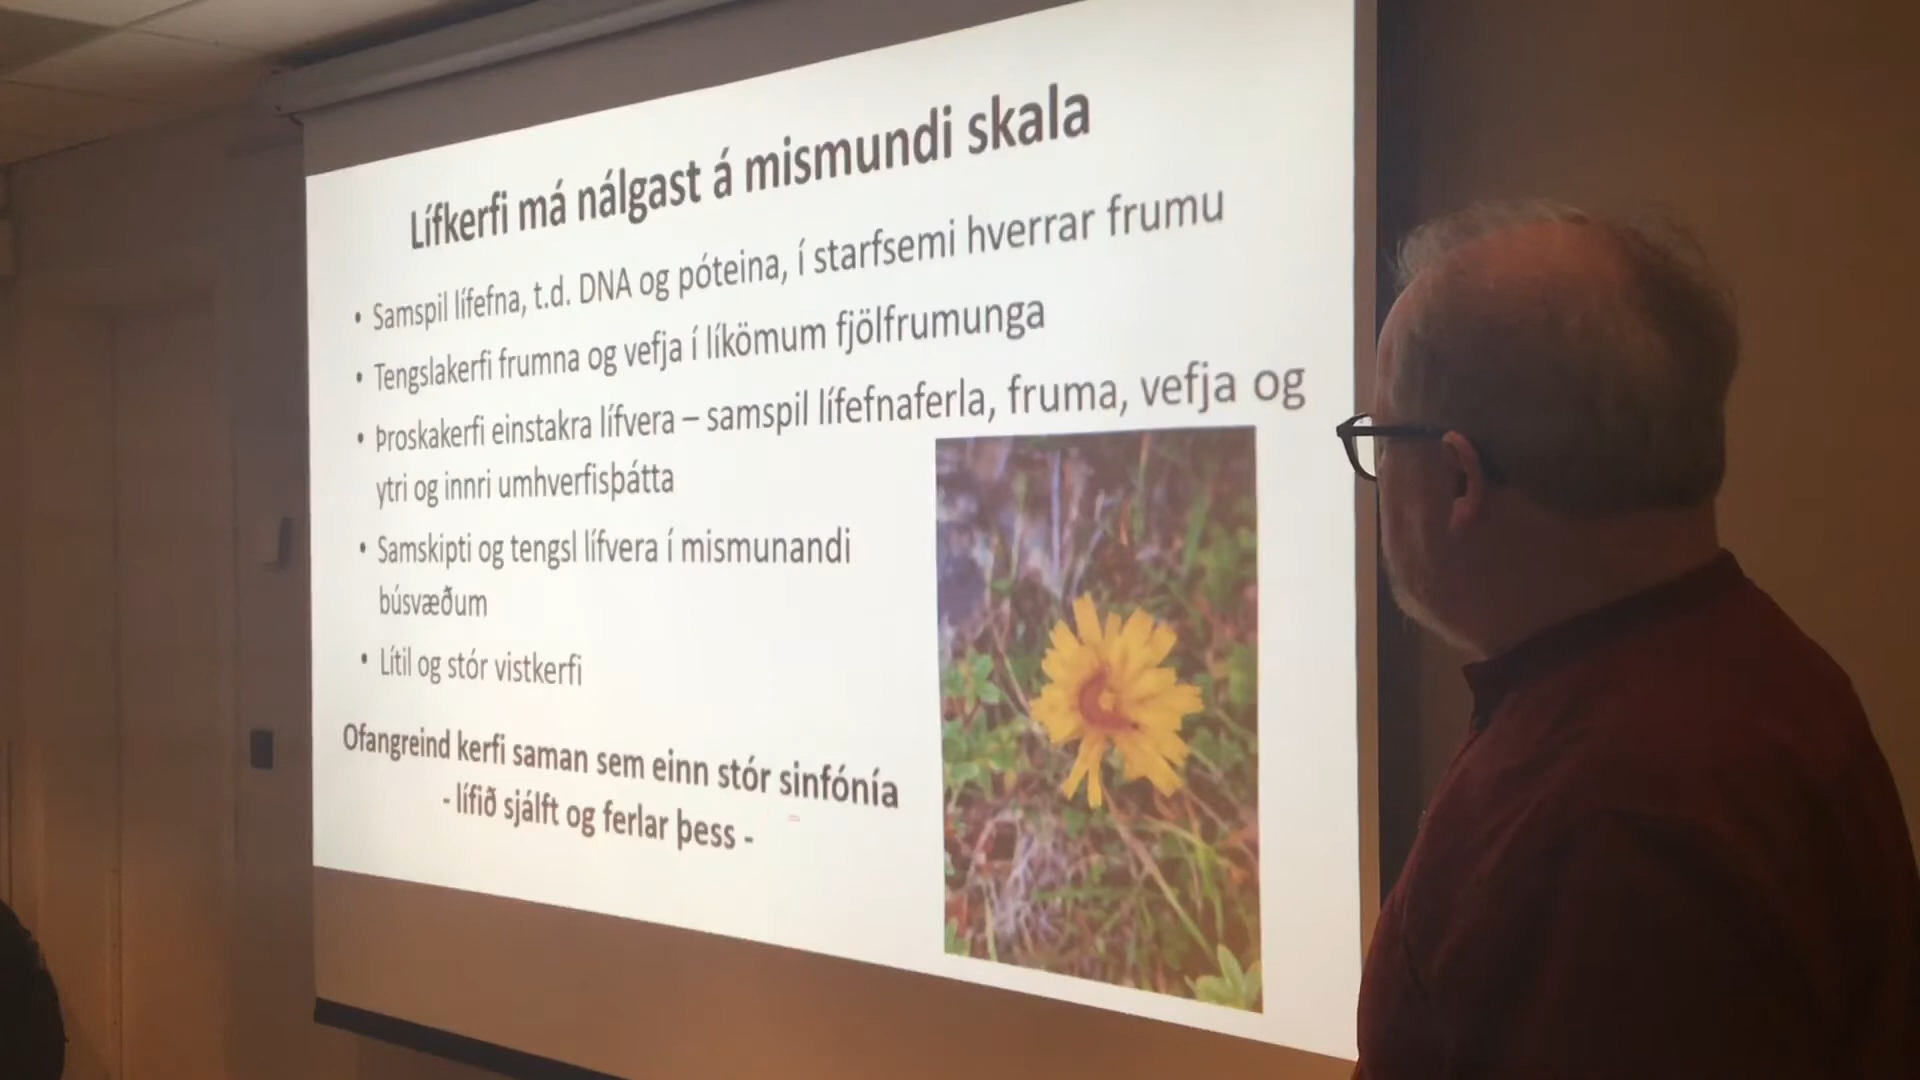 Lífkerfi má nálgast á mismundi skala
• Samspil lífefna, t.d. DNA og póteina, í starfsemi hverrar frumu
• Tengslakerfi frumna og vefja í líkömum fjölfrumunga
• Þroskakerfi einstakra lífvera – samspil lífefnaferla, fruma, vefja og
ytri og innri umhverfisþátta
• Samskipti og tengsl lífvera í mismunandi
búsvæðum
• Lítil og stór vistkerfi
Ofangreind kerfi saman sem einn stór sinfónía
- lífið sjálft og ferlar þess -